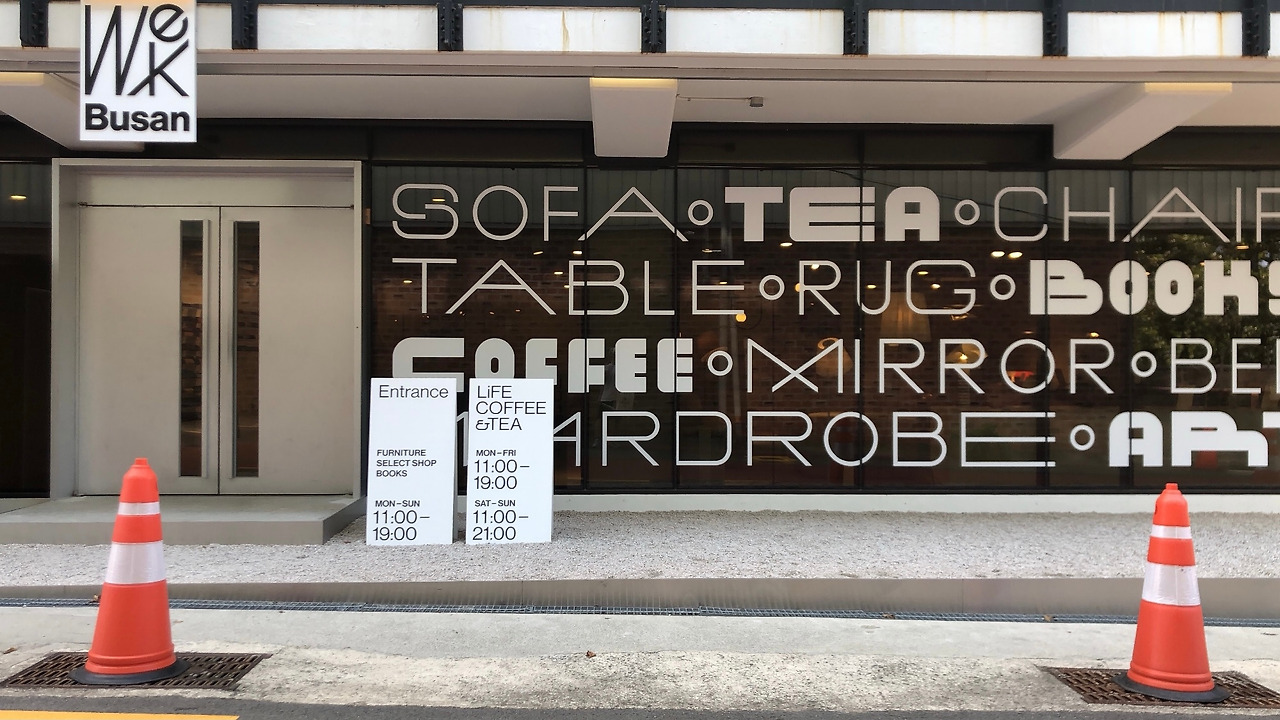 WeK
Busan
SOFA TEA CHAIR
TABLE RUG BOOKS
COFFEE MIRROR
WARDROBE ART
Entrance
FURNITURE
SELECT SHOP
BOOKS
MON–SUN
11:00–
19:00
LiFE
COFFEE
&TEA
MON–FRI
11:00–
19:00
SAT–SUN
11:00–
21:00